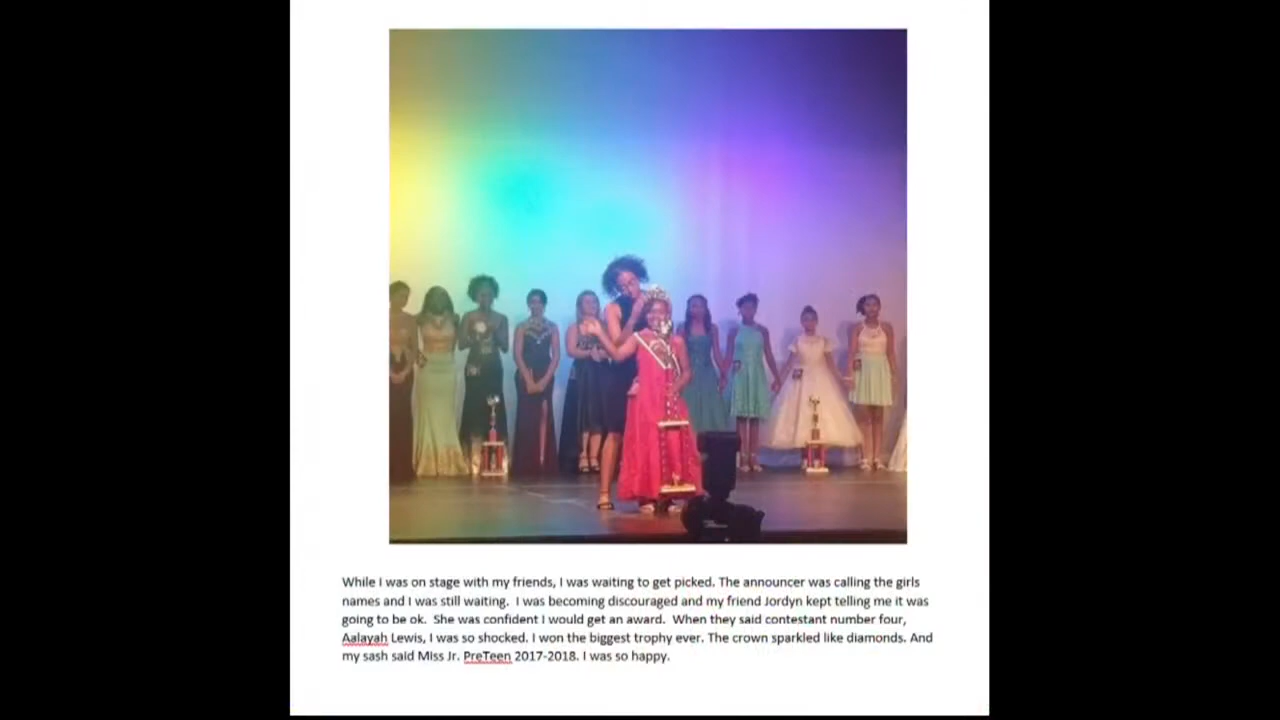 While I was on stage with my friends, I was waiting to get picked. The announcer was calling the girls
names and I was still waiting.  I was becoming discouraged and my friend Jordyn kept telling me it was
going to be ok.  She was confident I would get an award.  When they said contestant number four,
Aalayah Lewis, I was so shocked. I won the biggest trophy ever. The crown sparkled like diamonds. And
my sash said Miss Jr. PreTeen 2017-2018. I was so happy.